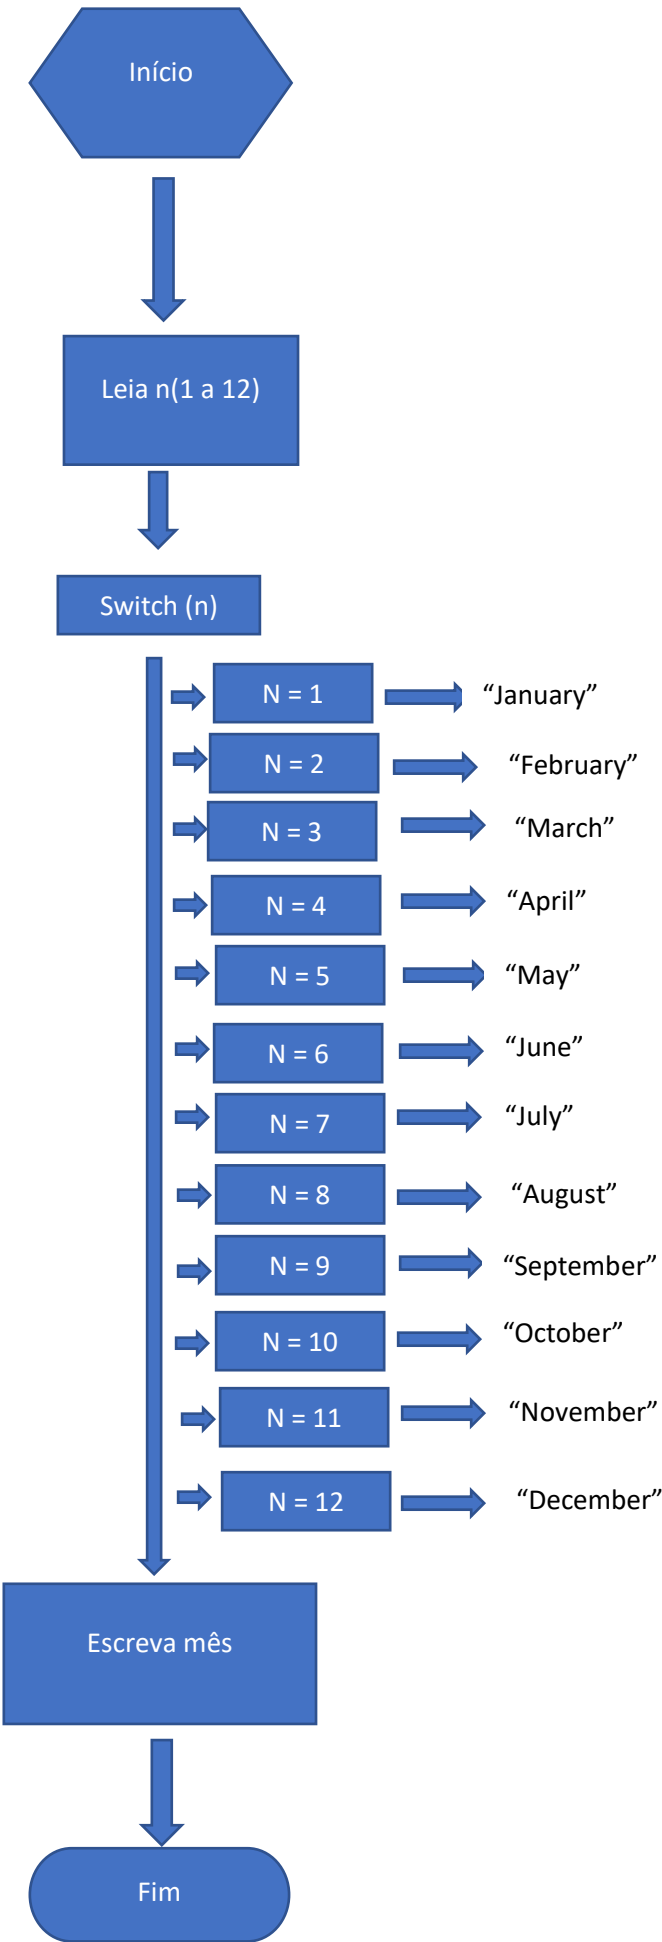 Início
Leia n(1 a 12)
Switch (n)
N = 1
“January”
N = 2
“February”
N = 3
“March”
N = 4
“April”
N = 5
“May”
N = 6
“June”
N = 7
“July”
N = 8
“August”
N = 9
“September”
N = 10
“October”
N = 11
“November”
N = 12
“December”
Escreva mês
Fim